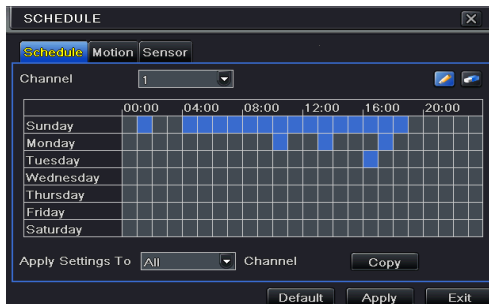 SCHEDULE
Schedule Motion Sensor
Channel 1
00:00 04:00 08:00 12:00 16:00 20:00
Sunday
Monday
Tuesday
Wednesday
Thursday
Friday
Saturday
Apply Settings To All Channel Copy
Default Apply Exit